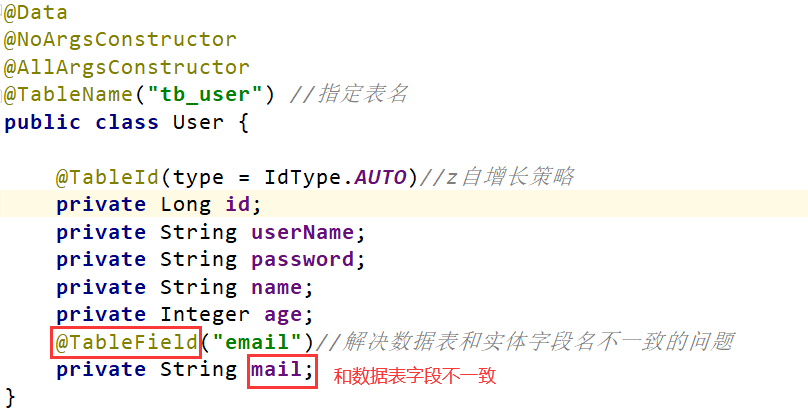 @Data
@NoArgsConstructor
@AllArgsConstructor
@TableName("tb_user") //指定表名
public class User {
@TableId(type = IdType.AUTO)//z自增长策略
private Long id;
private String userName;
private String password;
private String name;
private Integer age;
@TableField("email")//解决数据表和实体字段名不一致的问题
private String mail; 和数据表字段不一致
}